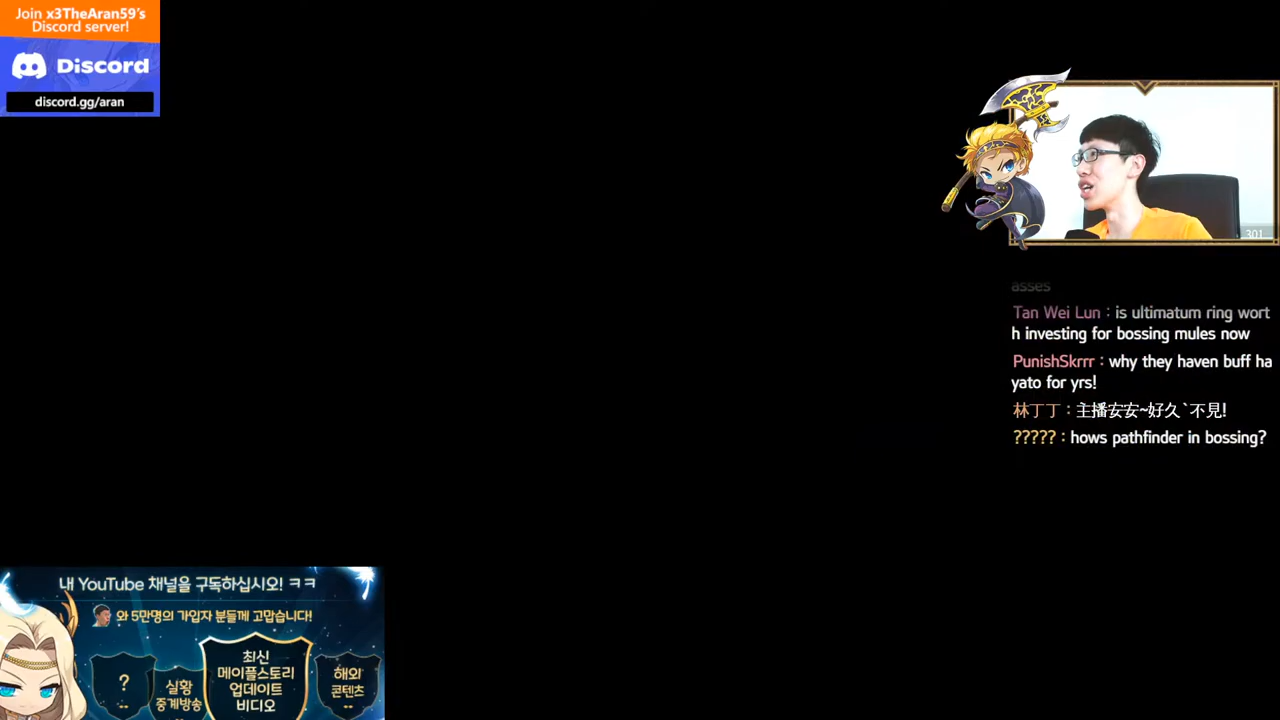 Join x3TheAran59's
Discord server!
Discord
discord.gg/aran
301
asses
Tan Wei Lun : is ultimatum ring wort
h investing for bossing mules now
PunishSkrrr : why they haven buff ha
yato for yrs!
林丁丁 : 主播安安~好久`不見!
????? : hows pathfinder in bossing?
내 YouTube 채널을 구독하십시오! ㅋㅋ
와 5만명의 가입자 분들께 고맙습니다!
?
--
실황
중계방송
--
최신
메이플스토리
업데이트
비디오
해외
콘텐츠
--